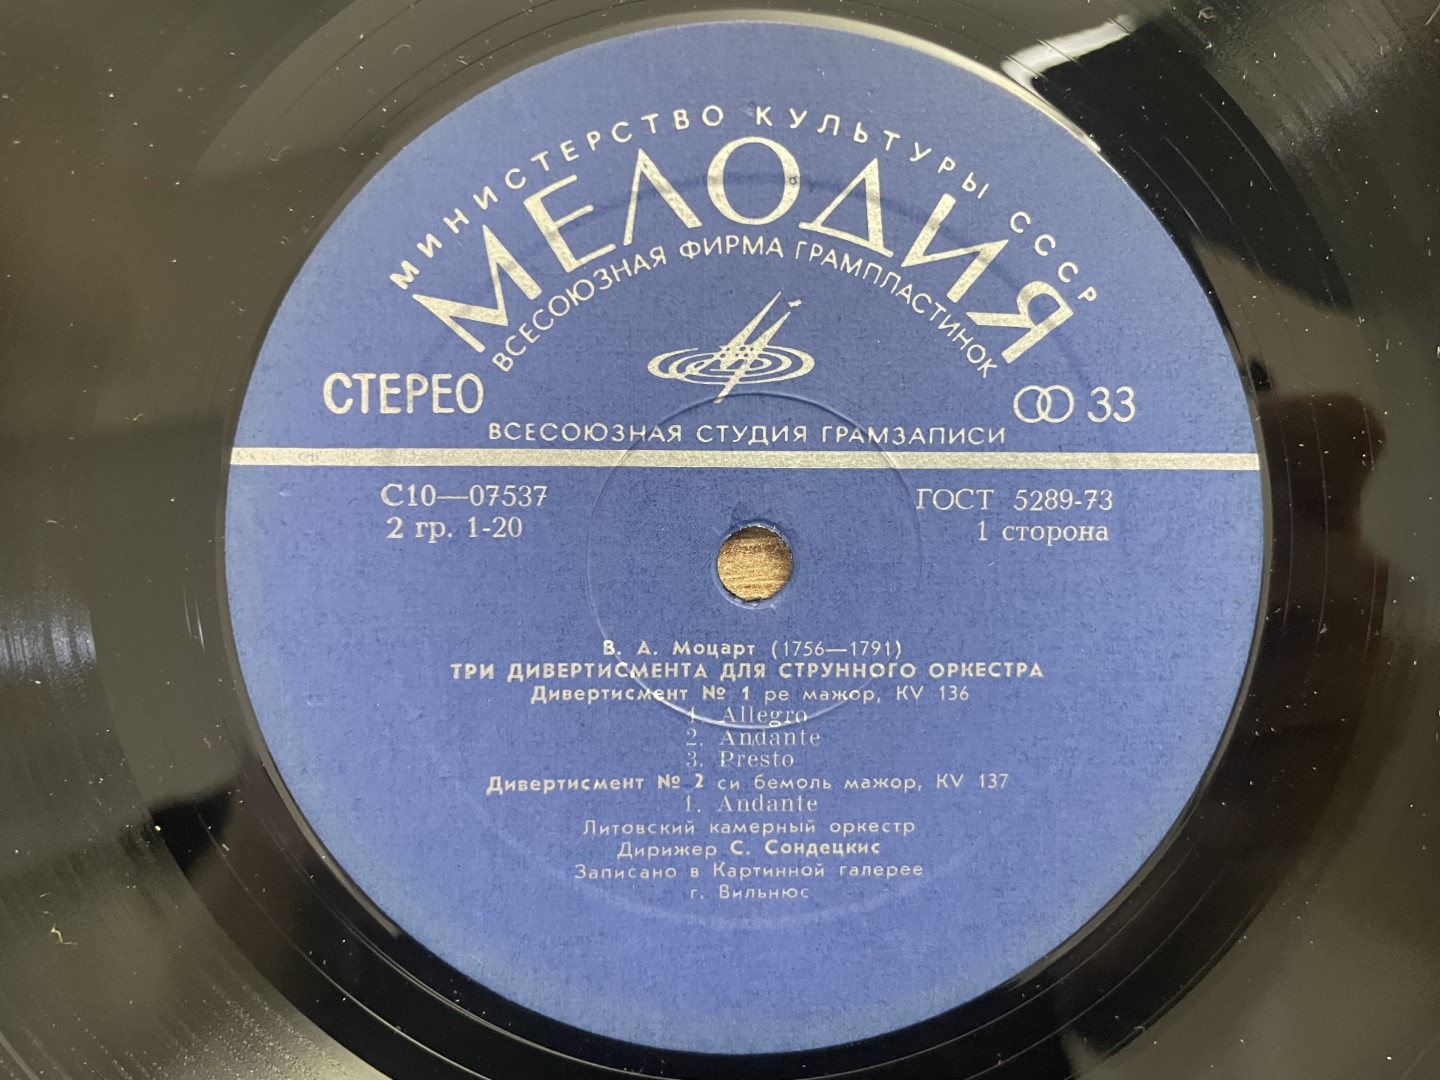 МИНИСТЕРСТВО КУЛЬТУРЫ СССР
МЕЛОДИЯ
ВСЕСОЮЗНАЯ ФИРМА ГРАМПЛАСТИНОК
СТЕРЕО
33
ВСЕСОЮЗНАЯ СТУДИЯ ГРАМЗАПИСИ
С10—07537
ГОСТ 5289-73
2 гр. 1-20
1 сторона
В. А. Моцарт (1756—1791)
ТРИ ДИВЕРТИСМЕНТА ДЛЯ СТРУННОГО ОРКЕСТРА
Дивертисмент № 1 ре мажор, KV 136
1. Allegro
2. Andante
3. Presto
Дивертисмент № 2 си бемоль мажор, KV 137
1. Andante
Литовский камерный оркестр
Дирижер С. Сондецкис
Записано в Картинной галерее
г. Вильнюс